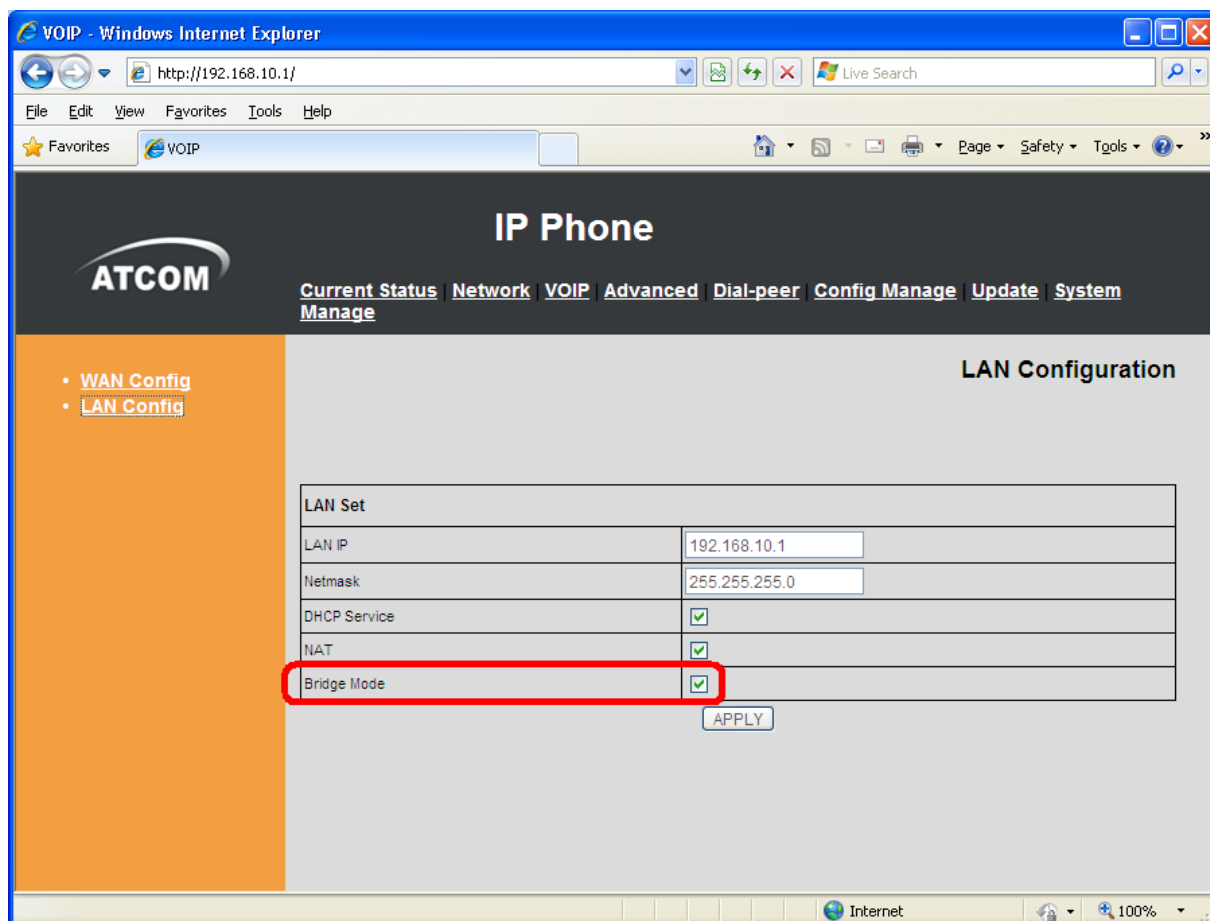 VOIP - Windows Internet Explorer
http://192.168.10.1/
Live Search
File Edit View Favorites Tools Help
Favorites VOIP Page Safety Tools »
IP Phone
ATCOM
Current Status | Network | VOIP | Advanced | Dial-peer | Config Manage | Update | System
Manage
• WAN Config
• LAN Config
LAN Configuration
LAN Set
LAN IP 192.168.10.1
Netmask 255.255.255.0
DHCP Service
NAT
Bridge Mode
APPLY
Internet 100%